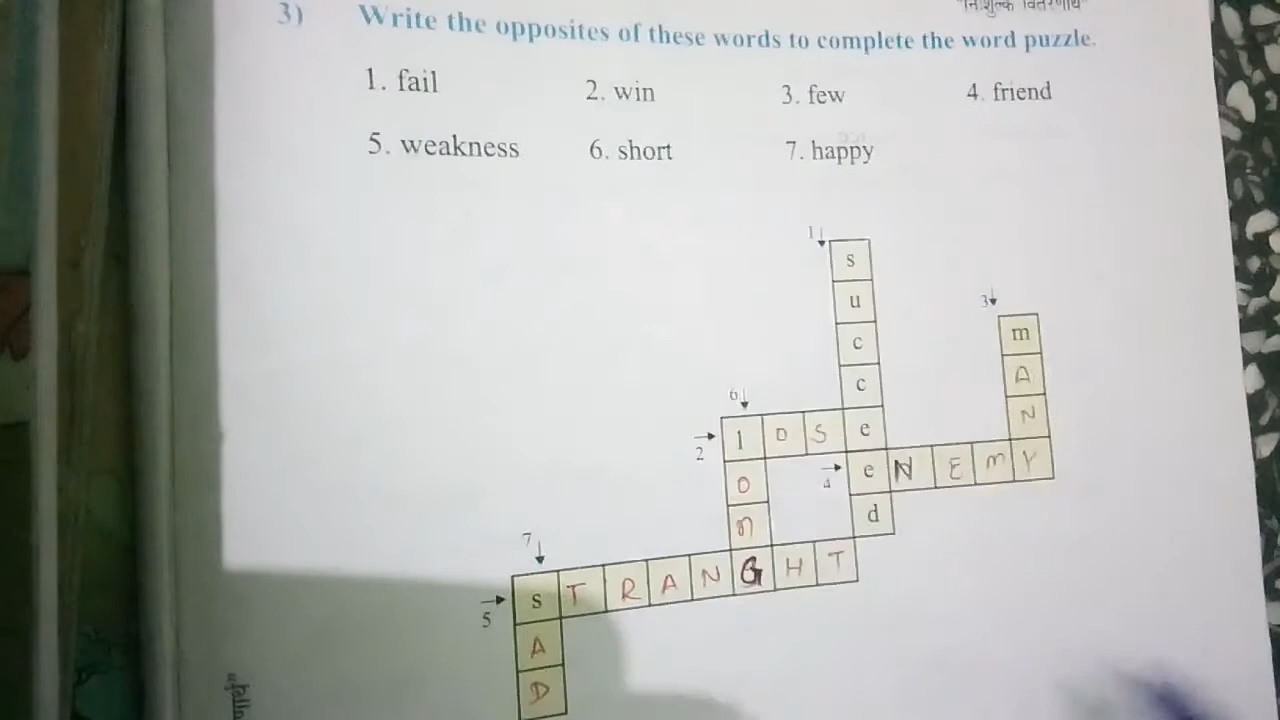 "निःशुल्क वितरणार्थ"
3) Write the opposites of these words to complete the word puzzle.
1. fail 2. win 3. few 4. friend
5. weakness 6. short 7. happy
1
s
u
3
c
m
c
A
6
N
2 l O S e
4 e N E m Y
o
n
d
7
5 s T R A N G H T
A
D